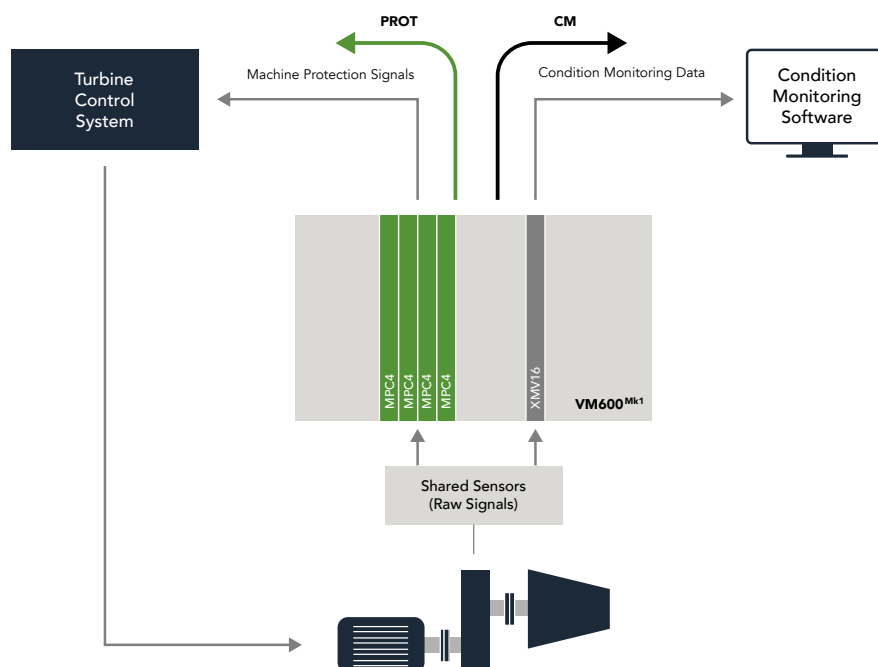 PROT
CM
Machine Protection Signals
Condition Monitoring Data
Turbine
Control
System
Condition
Monitoring
Software
MPC4
MPC4
MPC4
MPC4
XMV16
VM600Mk1
Shared Sensors
(Raw Signals)